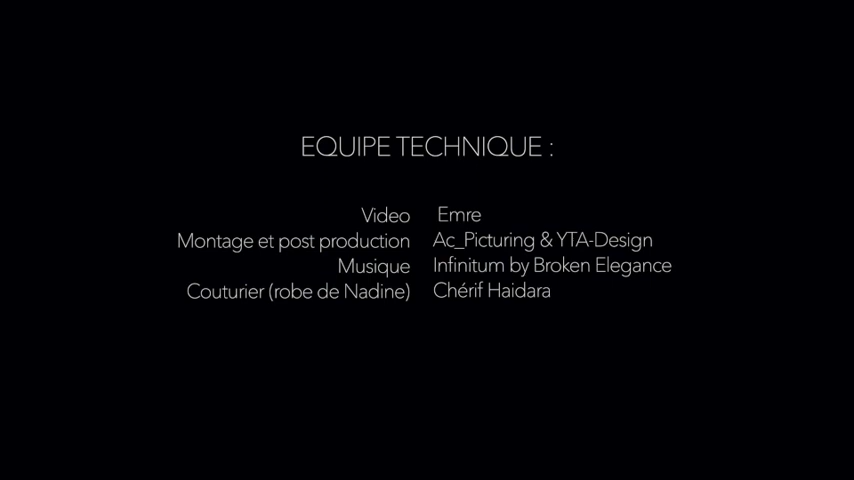 EQUIPE TECHNIQUE :
Video Emre
Montage et post production Ac_Picturing & YTA-Design
Musique Infinitum by Broken Elegance
Couturier (robe de Nadine) Chérif Haidara